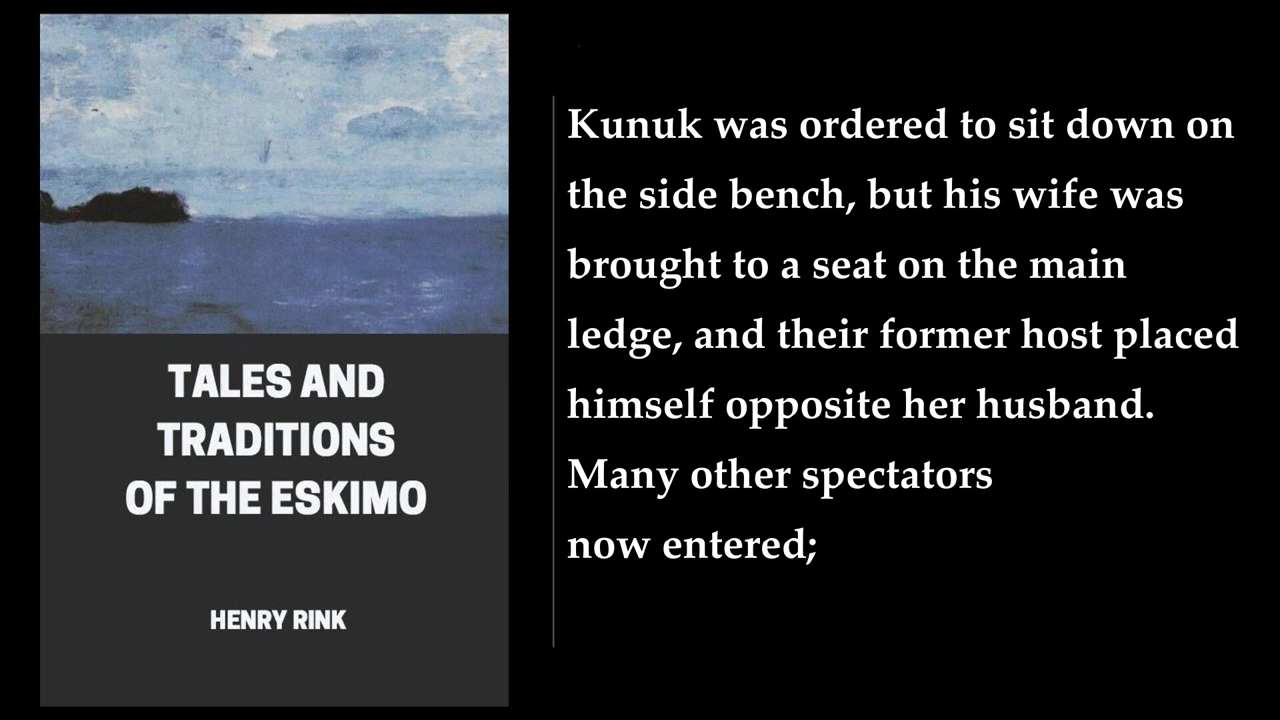 TALES AND
TRADITIONS
OF THE ESKIMO
HENRY RINK
Kunuk was ordered to sit down on
the side bench, but his wife was
brought to a seat on the main
ledge, and their former host placed
himself opposite her husband.
Many other spectators
now entered;